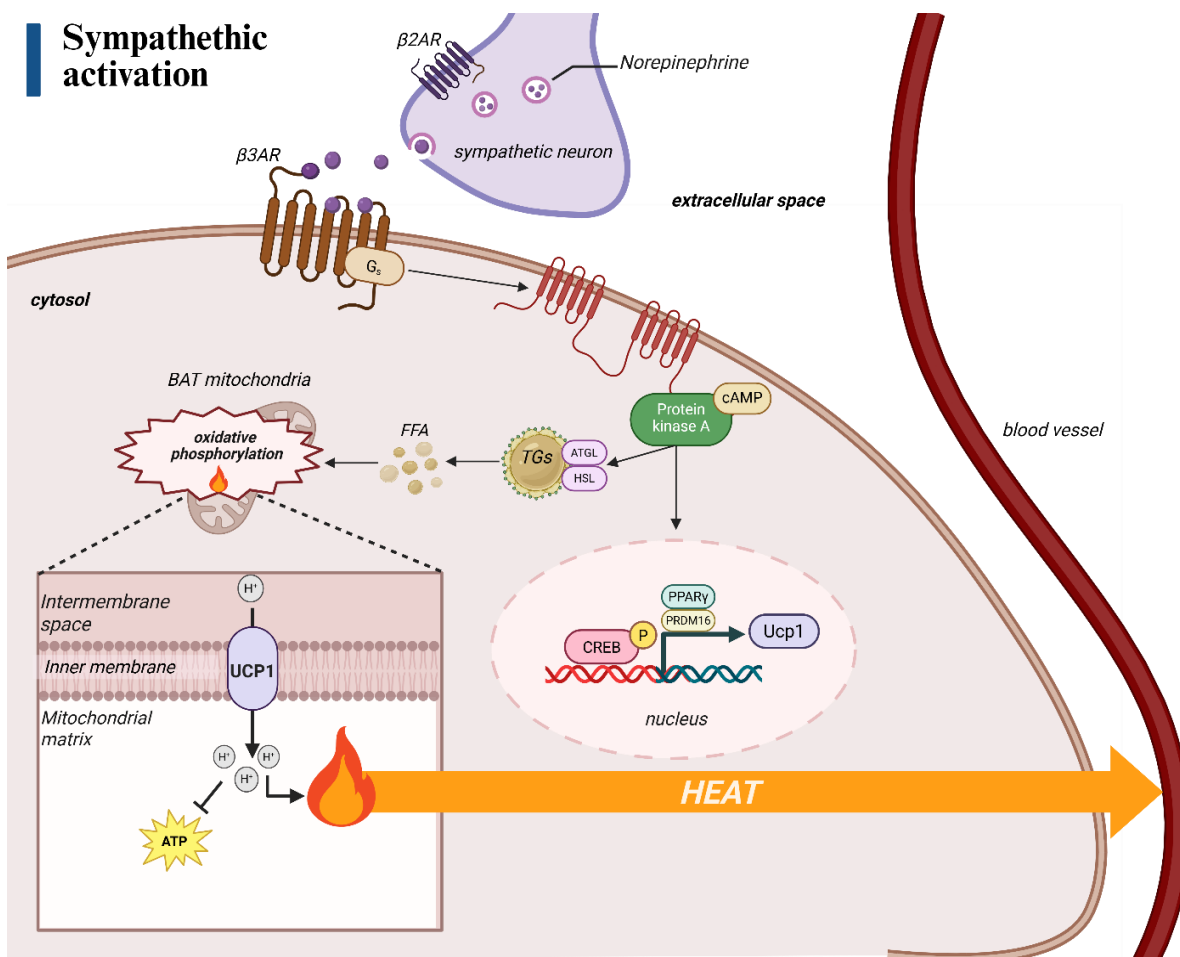 Sympathethic
activation
β2AR
Norepinephrine
sympathetic neuron
β3AR
extracellular space
Gs
cytosol
BAT mitochondria
oxidative
phosphorylation
FFA
TGs
ATGL
HSL
Protein
kinase A
cAMP
blood vessel
H+
Intermembrane
space
Inner membrane
UCP1
Mitochondrial
matrix
H+
H+
H+
ATP
PPARγ
PRDM16
CREB
P
Ucp1
nucleus
HEAT